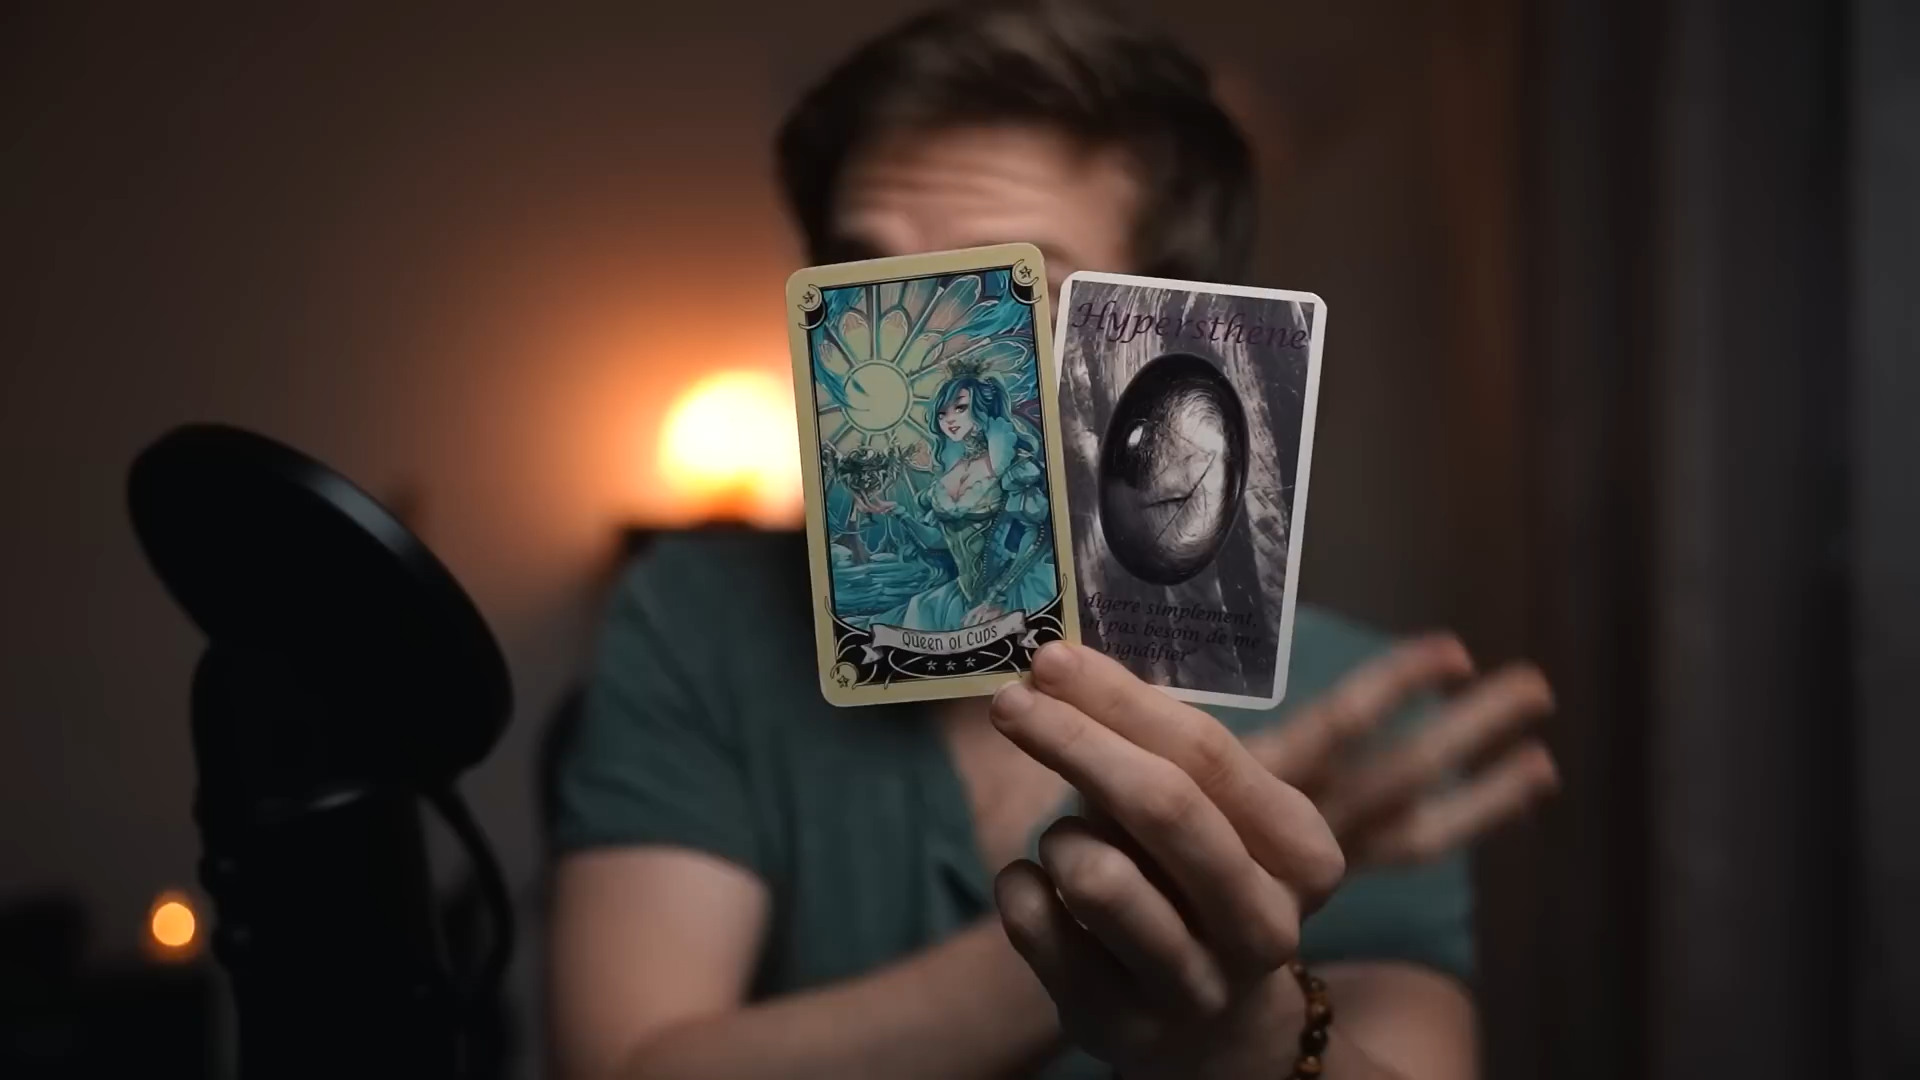 Queen of Cups
Hypersthène
digère simplement,
pas besoin de me
rigidifier